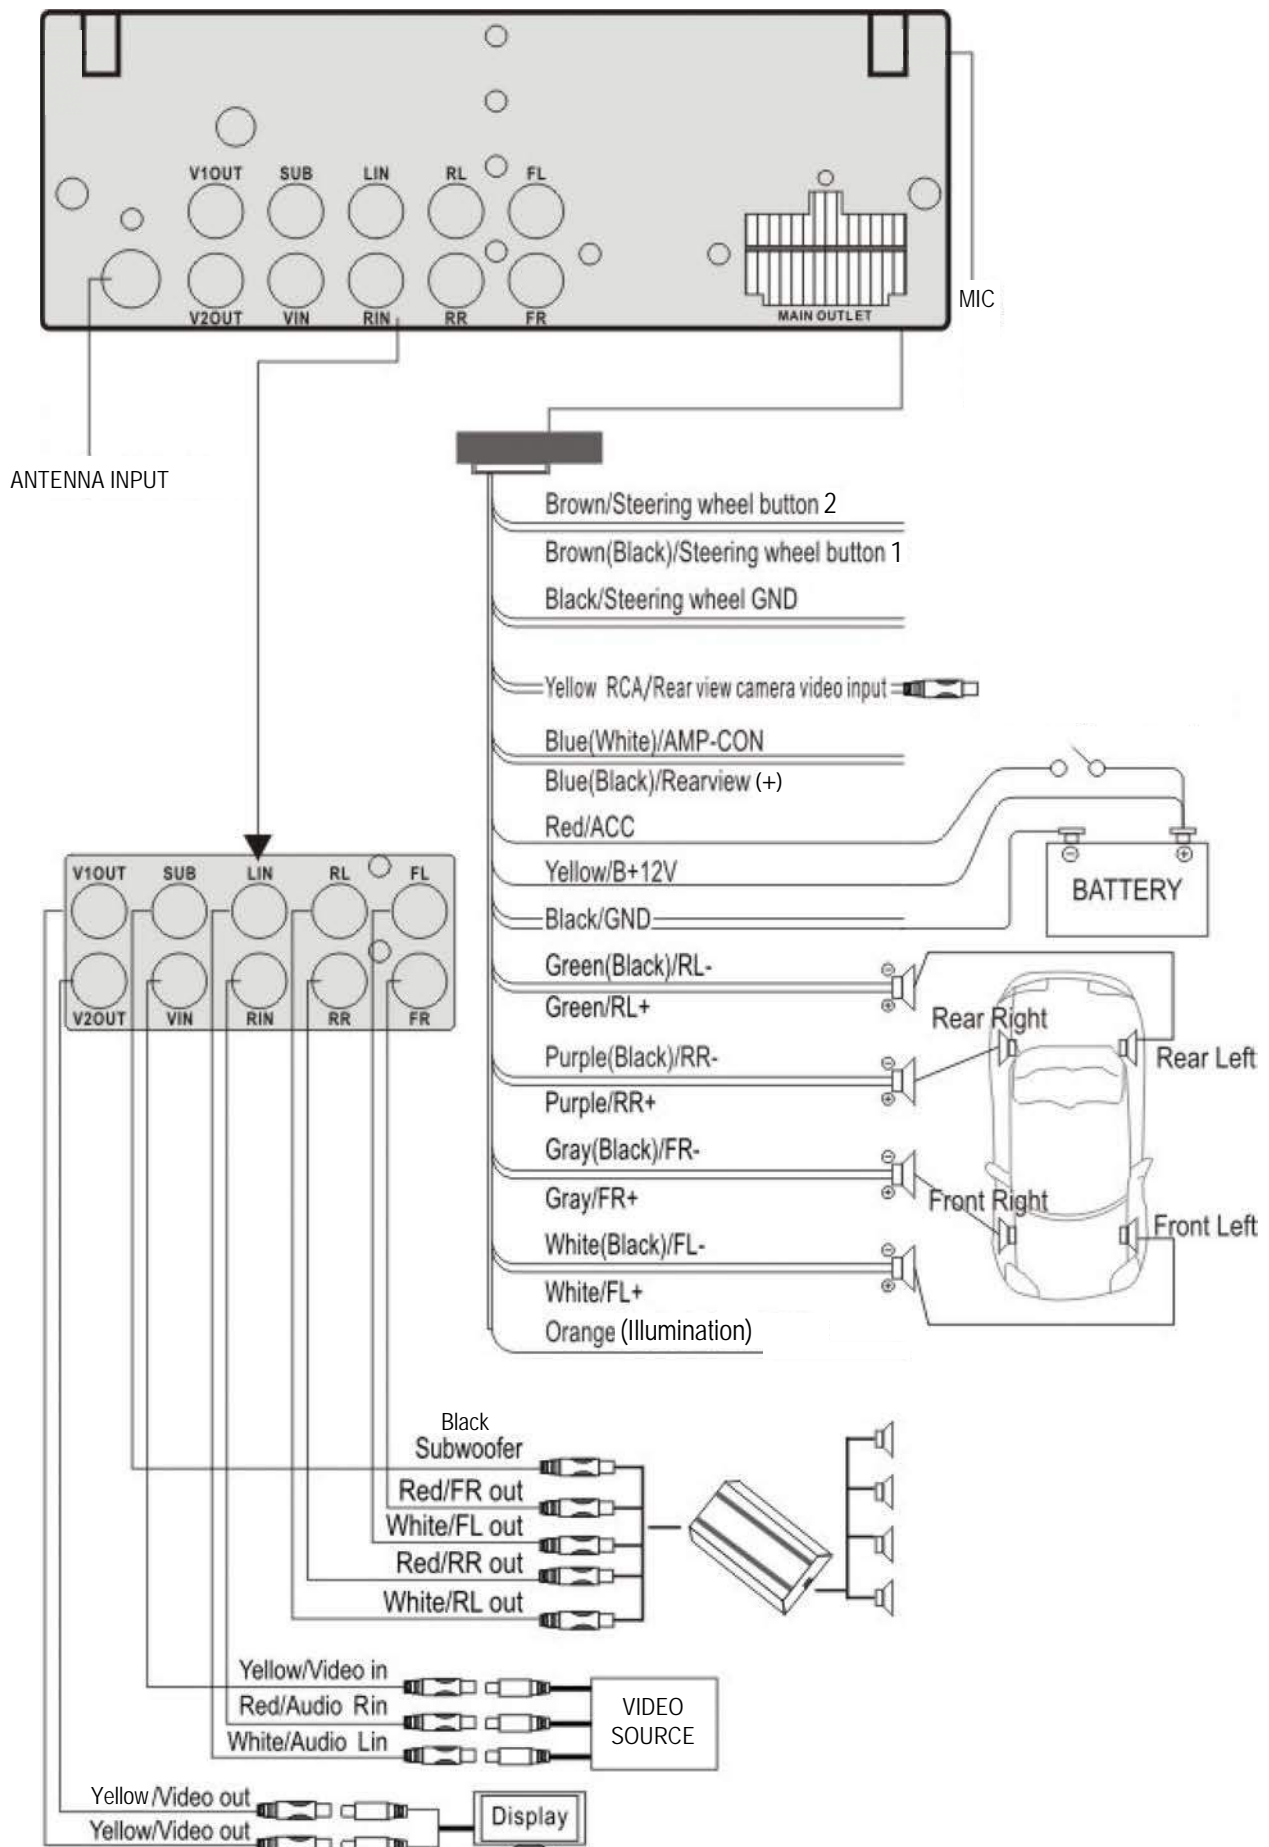 V1OUT SUB LIN RL FL
V2OUT VIN RIN RR FR
MAIN OUTLET
MIC
ANTENNA INPUT
Brown/Steering wheel button 2
Brown(Black)/Steering wheel button 1
Black/Steering wheel GND
Yellow RCA/Rear view camera video input
Blue(White)/AMP-CON
Blue(Black)/Rearview (+)
Red/ACC
Yellow/B+12V
Black/GND
- +
BATTERY
V1OUT SUB LIN RL FL
V2OUT VIN RIN RR FR
Green(Black)/RL- -
Green/RL+ +
Purple(Black)/RR- -
Purple/RR+ +
Gray(Black)/FR- -
Gray/FR+ +
White(Black)/FL- -
White/FL+ +
Orange (Illumination)
Rear Right
Rear Left
Front Right
Front Left
Black
Subwoofer
Red/FR out
White/FL out
Red/RR out
White/RL out
Yellow/Video in
Red/Audio Rin
White/Audio Lin
VIDEO
SOURCE
Yellow/Video out
Yellow/Video out
Display